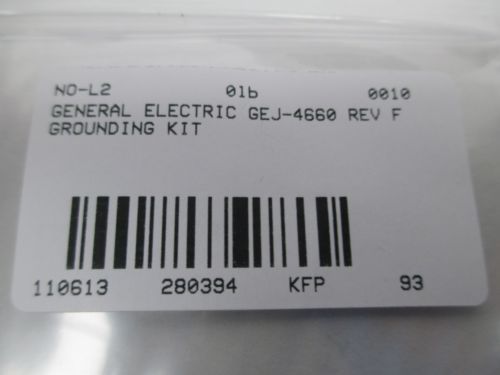 NO-L2 01b 0010
GENERAL ELECTRIC GEJ-4660 REV F
GROUNDING KIT
110613 280394 KFP 93